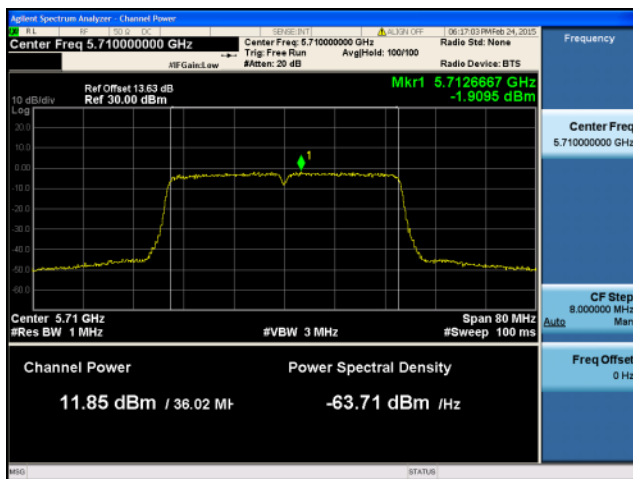 Agilent Spectrum Analyzer - Channel Power
RL RF 50 Ω DC SENSE:INT ALIGN OFF 06:17:03 PM Feb 24, 2015
Center Freq 5.710000000 GHz
Center Freq: 5.710000000 GHz
Radio Std: None
Trig: Free Run Avg|Hold: 100/100
#IFGain:Low #Atten: 20 dB Radio Device: BTS
Mkr1 5.7126667 GHz
-1.9095 dBm
Ref Offset 13.63 dB
10 dB/div Ref 30.00 dBm
Log
20.0
10.0
0.00
-10.0
-20.0
-30.0
-40.0
-50.0
-60.0
1
Center 5.71 GHz Span 80 MHz
#Res BW 1 MHz #VBW 3 MHz #Sweep 100 ms
Channel Power Power Spectral Density
11.85 dBm / 36.02 MH -63.71 dBm /Hz
MSG STATUS
Frequency
Center Freq
5.710000000 GHz
CF Step
8.000000 MHz
Auto Man
Freq Offset
0 Hz